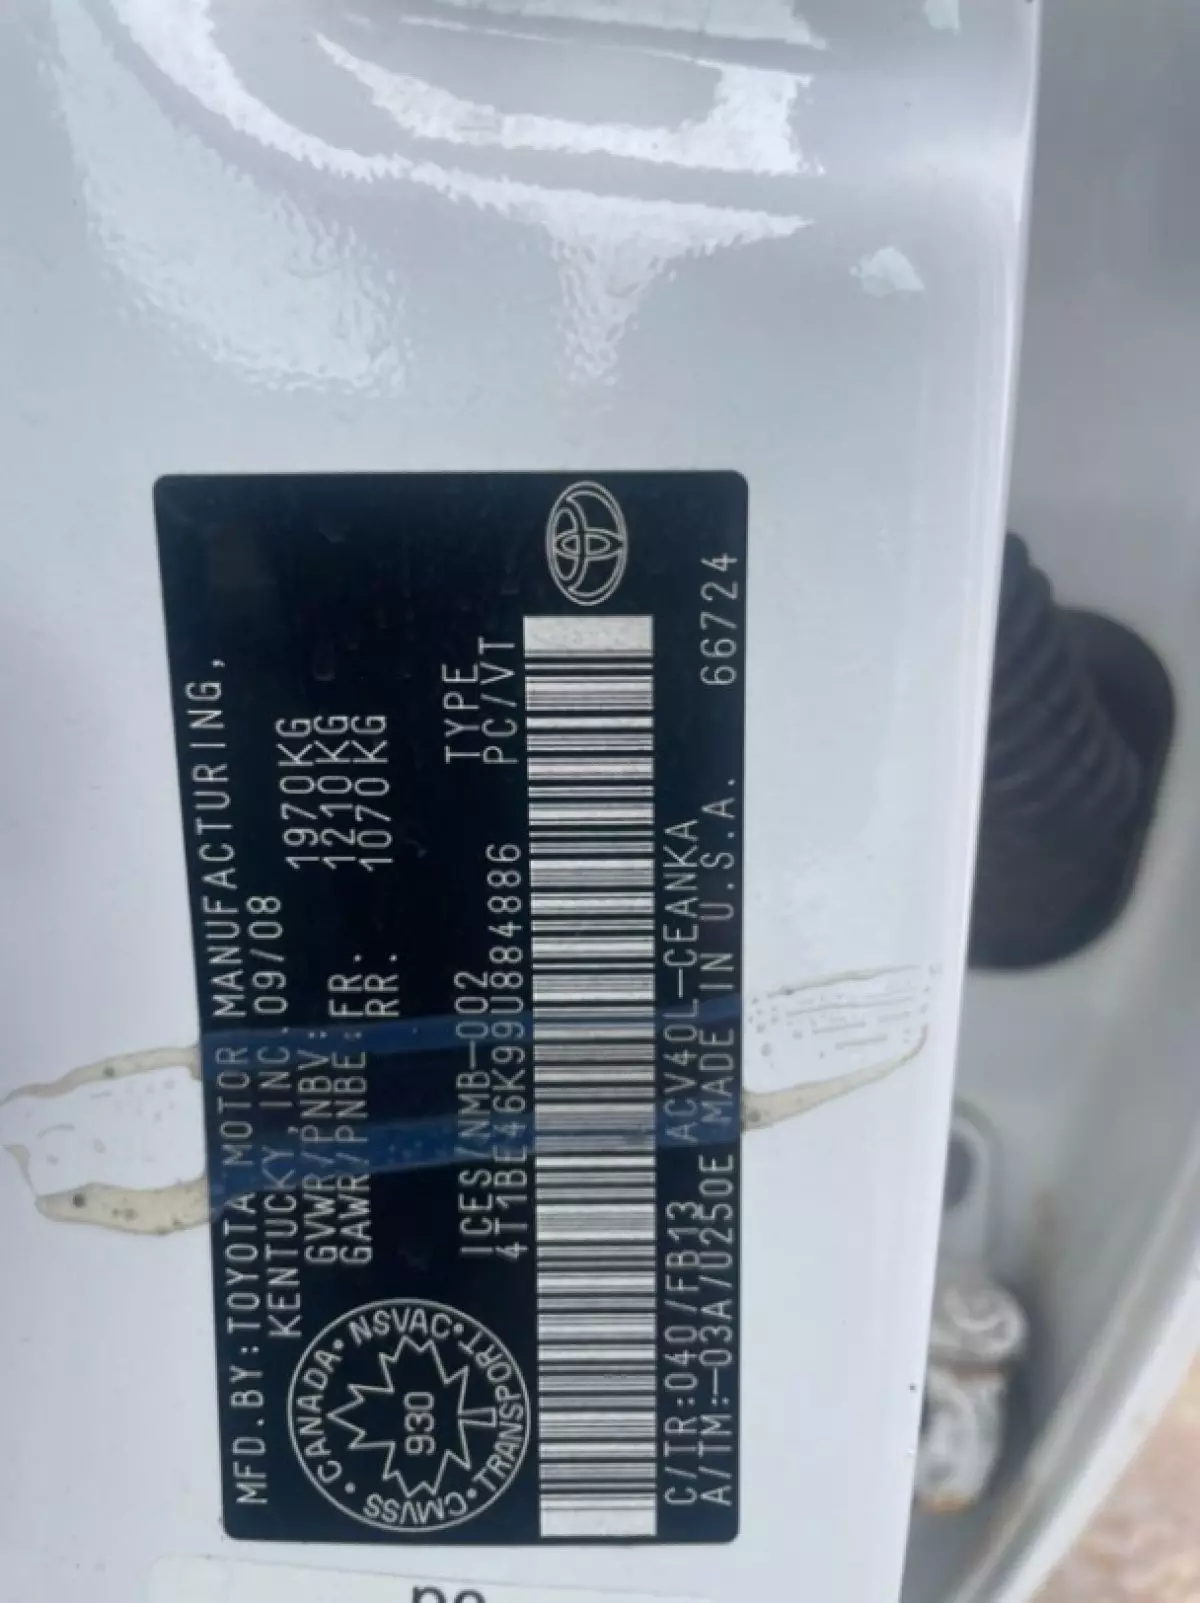 MFD.BY:TOYOTA MOTOR MANUFACTURING,
KENTUCKY,INC. 09/08
GVWR/PNBV: 1970KG
GAWR/PNBE:FR. 1210KG
RR. 1070KG
CANADA • NSVAC • TRANSPORT • CMVSS •
930
ICES/NMB-002 TYPE
4T1BE46K99U884886 PC/VT
C/TR:040/FB13 ACV40L-CEANKA
A/TM:-03A/U250E MADE IN U.S.A. 66724